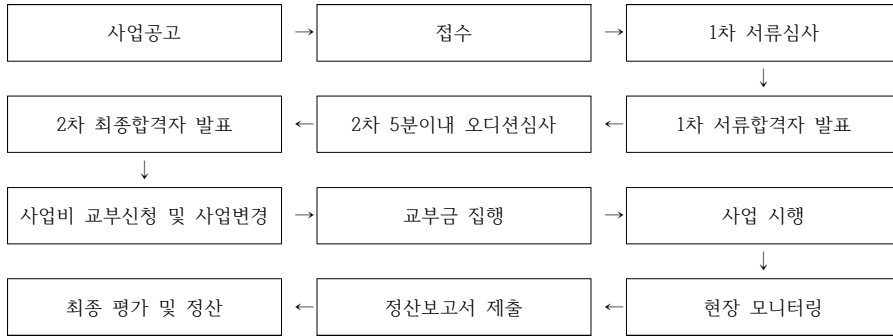 사업공고 → 접수 → 1차 서류심사
↓
2차 최종합격자 발표 ← 2차 5분이내 오디션심사 ← 1차 서류합격자 발표
↓
사업비 교부신청 및 사업변경 → 교부금 집행 → 사업 시행
↓
최종 평가 및 정산 ← 정산보고서 제출 ← 현장 모니터링